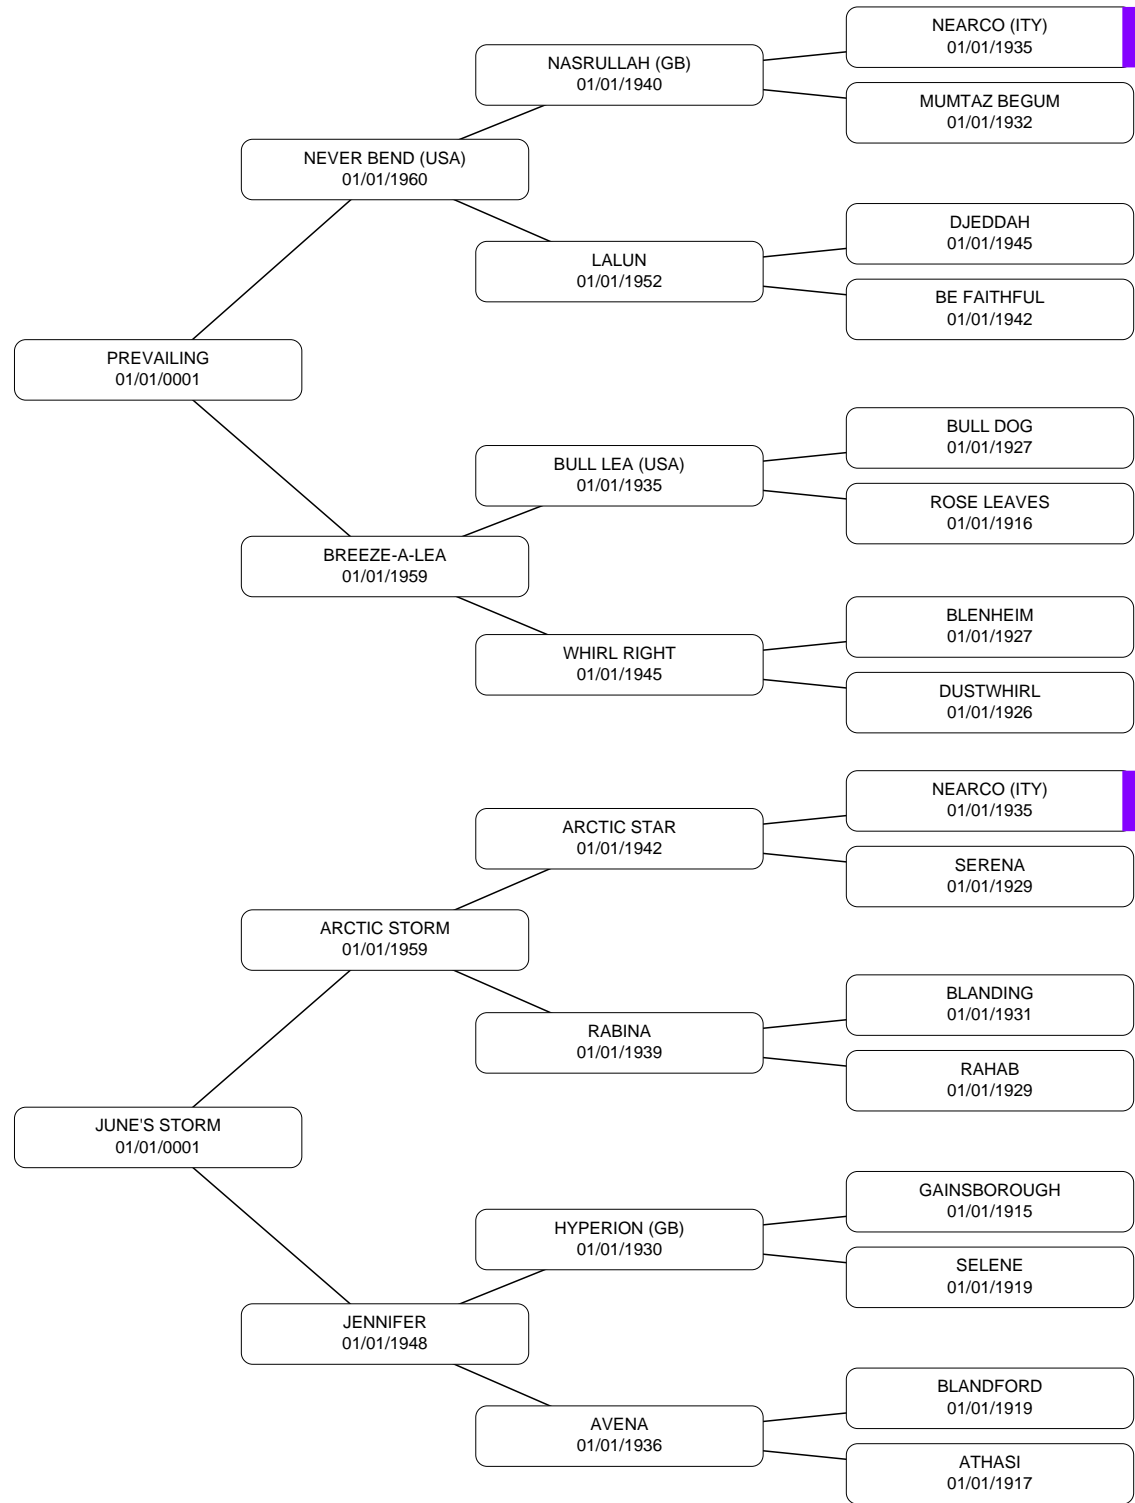 NEARCO (ITY)
01/01/1935
NASRULLAH (GB)
01/01/1940
MUMTAZ BEGUM
01/01/1932
NEVER BEND (USA)
01/01/1960
DJEDDAH
01/01/1945
LALUN
01/01/1952
BE FAITHFUL
01/01/1942
PREVAILING
01/01/0001
BULL DOG
01/01/1927
BULL LEA (USA)
01/01/1935
ROSE LEAVES
01/01/1916
BREEZE-A-LEA
01/01/1959
BLENHEIM
01/01/1927
WHIRL RIGHT
01/01/1945
DUSTWHIRL
01/01/1926
NEARCO (ITY)
01/01/1935
ARCTIC STAR
01/01/1942
SERENA
01/01/1929
ARCTIC STORM
01/01/1959
BLANDING
01/01/1931
RABINA
01/01/1939
RAHAB
01/01/1929
JUNE'S STORM
01/01/0001
GAINSBOROUGH
01/01/1915
HYPERION (GB)
01/01/1930
SELENE
01/01/1919
JENNIFER
01/01/1948
BLANDFORD
01/01/1919
AVENA
01/01/1936
ATHASI
01/01/1917